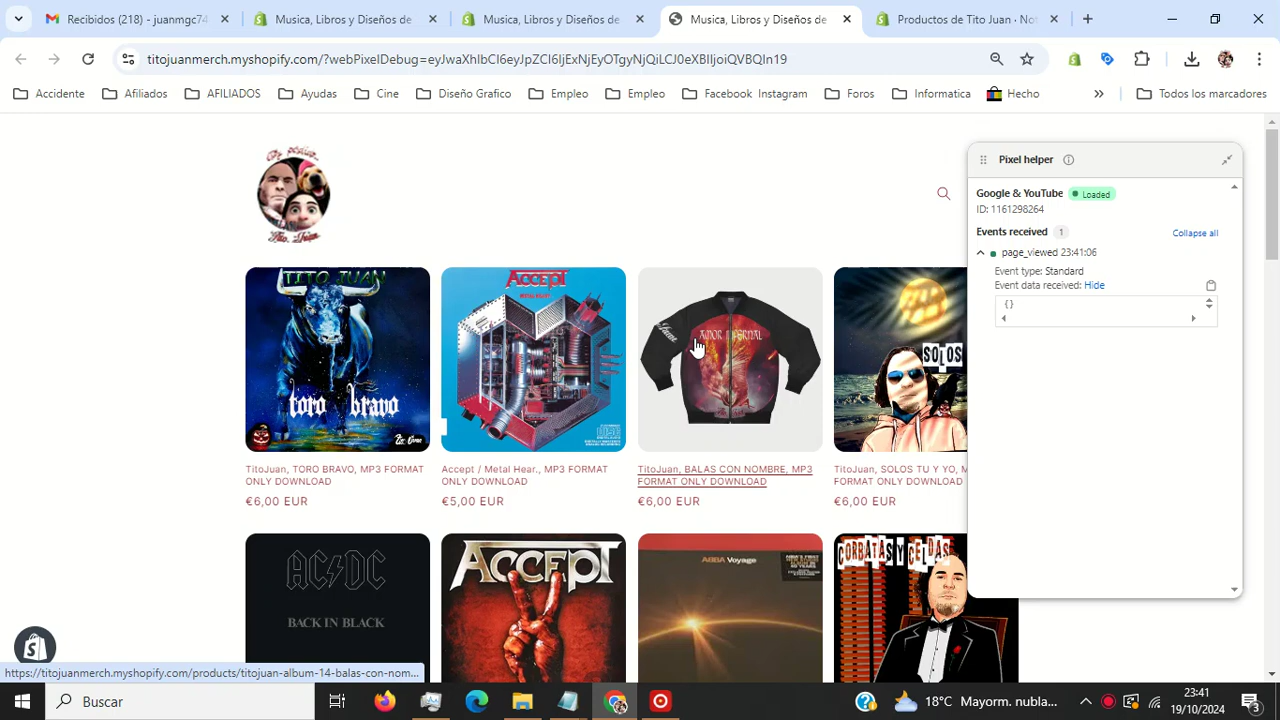 Recibidos (218) - juanmgc74
Musica, Libros y Diseños de
Musica, Libros y Diseños de
Musica, Libros y Diseños de
Productos de Tito Juan · Not
titojuanmerch.myshopify.com/?webPixelDebug=eyJwaXhlbCI6eyJpZCI6IjExNjEyOTgyNjQiLCJ0eXBlIjoiQVBQIn19
Accidente
Afiliados
AFILIADOS
Ayudas
Cine
Diseño Grafico
Empleo
Empleo
Facebook Instagram
Foros
Informatica
Hecho
Todos los marcadores
Pixel helper
Google & YouTube
Loaded
ID: 1161298264
Events received 1
Collapse all
page_viewed 23:41:06
Event type: Standard
Event data received: Hide
{}
TITO JUAN
toro bravo
ACCEPT
AMOR INFERNAL
SOLOS
TitoJuan, TORO BRAVO, MP3 FORMAT
ONLY DOWNLOAD
€6,00 EUR
Accept / Metal Hear., MP3 FORMAT
ONLY DOWNLOAD
€5,00 EUR
TitoJuan, BALAS CON NOMBRE, MP3
FORMAT ONLY DOWNLOAD
€6,00 EUR
TitoJuan, SOLOS TU Y YO, M
FORMAT ONLY DOWNLOAD
€6,00 EUR
AC/DC
BACK IN BLACK
ACCEPT
ABBA Voyage
CORBATAS Y CELDAS
https://titojuanmerch.myshopify.com/products/titojuan-album-14-balas-con-nom...
Buscar
18°C Mayorm. nubla...
23:41
19/10/2024
3